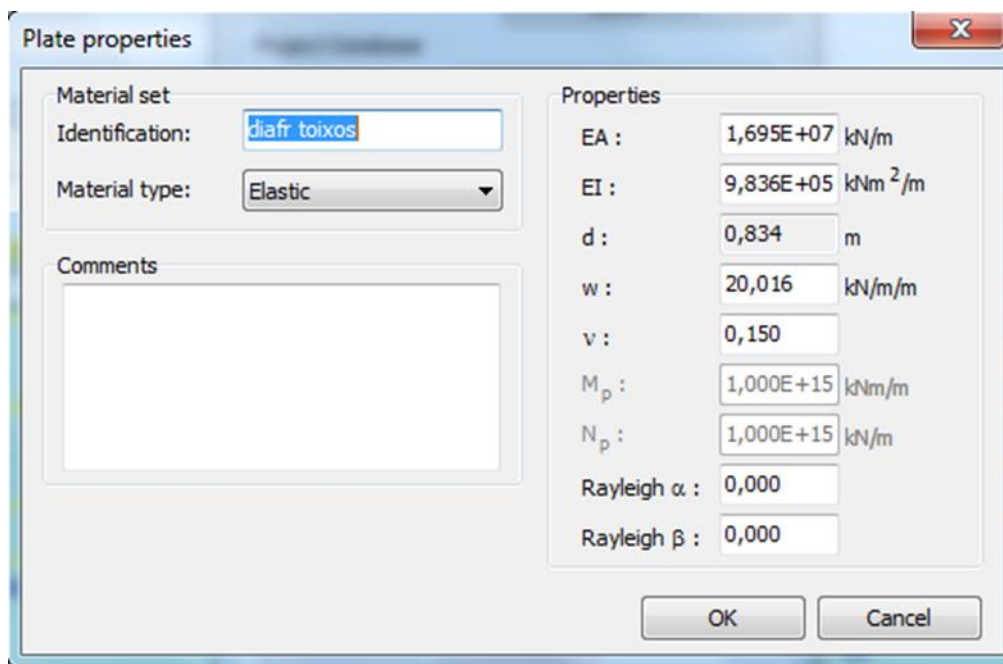 Plate properties
Material set
Identification: diafr toixos
Material type: Elastic
Comments
Properties
EA : 1,695E+07 kN/m
EI : 9,836E+05 kNm²/m
d : 0,834 m
w : 20,016 kN/m/m
ν : 0,150
Mp : 1,000E+15 kNm/m
Np : 1,000E+15 kN/m
Rayleigh α : 0,000
Rayleigh β : 0,000
OK Cancel